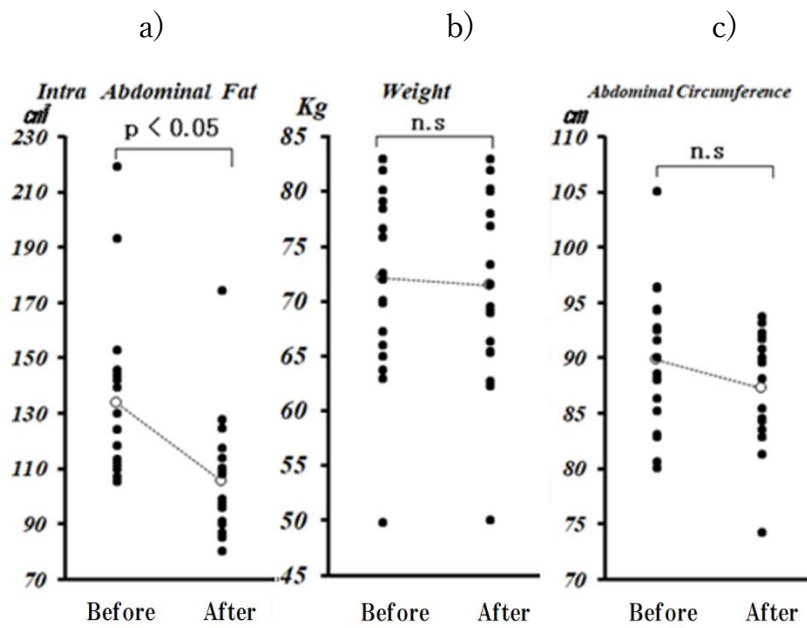 a)
Intra Abdominal Fat
cm²
p < 0.05
230
210
190
170
150
130
110
90
70
Before After
b)
Weight
Kg
n.s
85
80
75
70
65
60
55
50
45
Before After
c)
Abdominal Circumference
cm
n.s
110
105
100
95
90
85
80
75
70
Before After